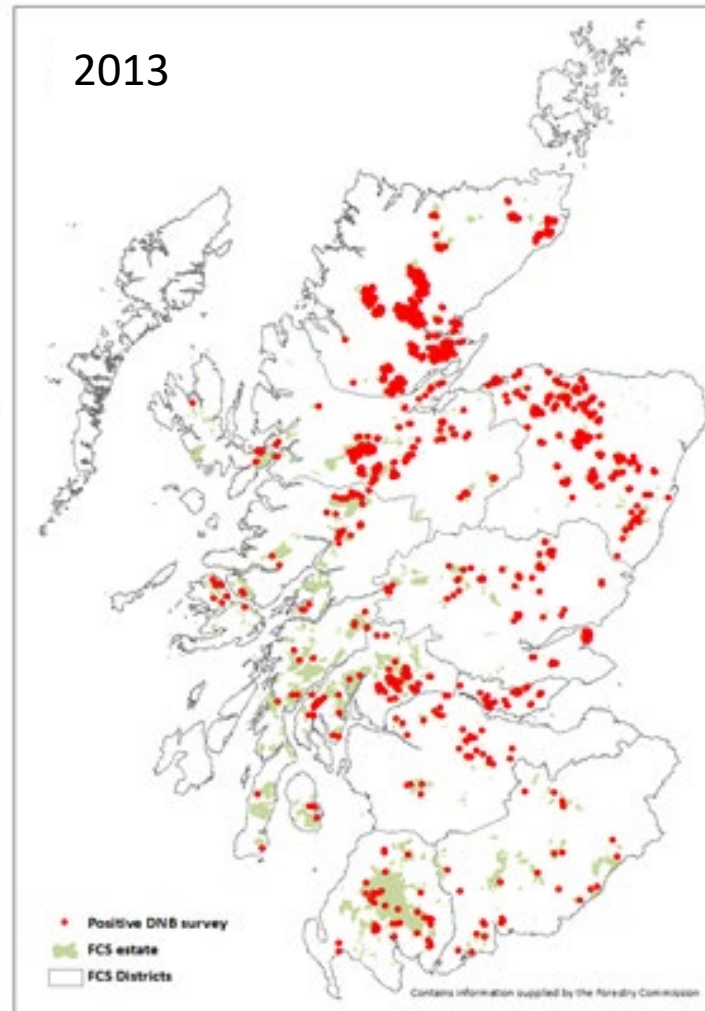 2013
Positive DNB survey
FCS estate
FCS Districts
Contains information supplied by the Forestry Commission